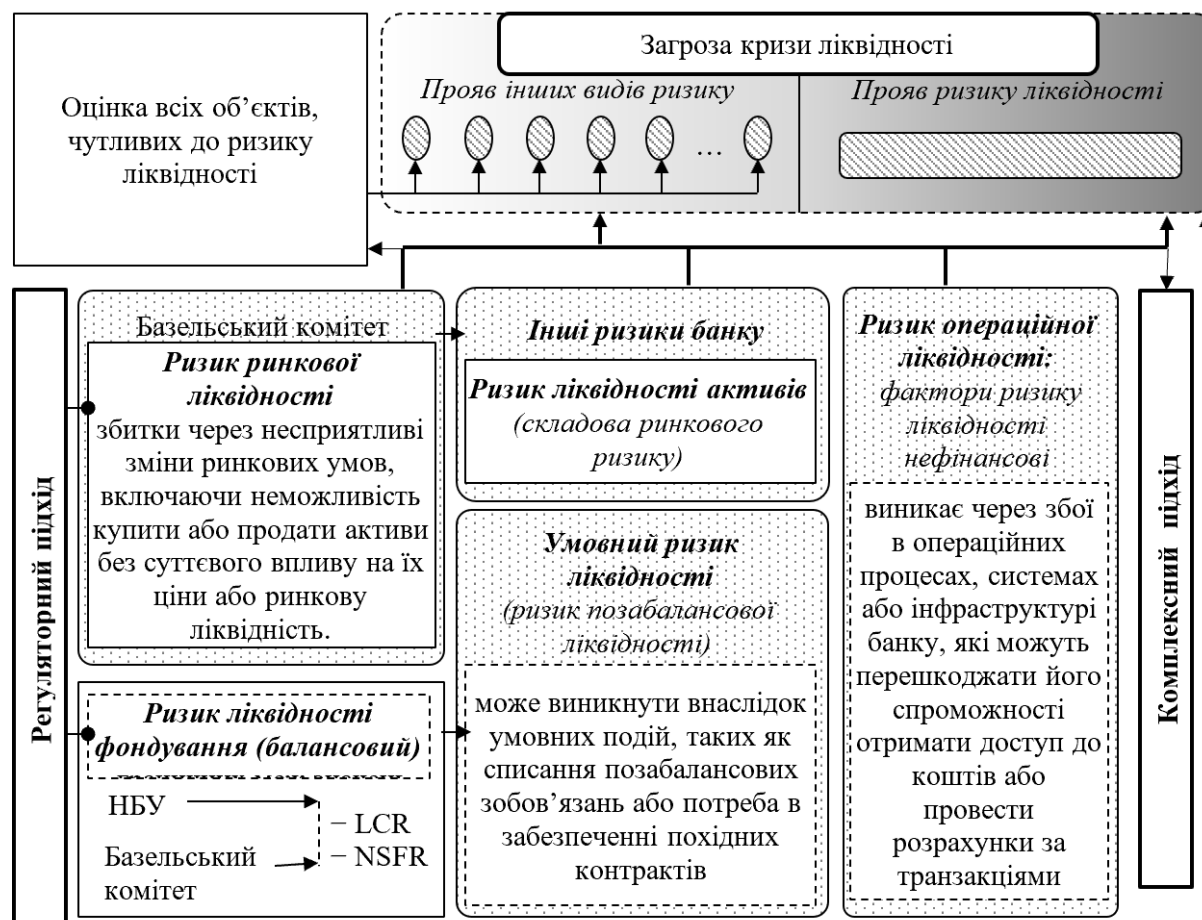 Оцінка всіх об’єктів,
чутливих до ризику
ліквідності
Загроза кризи ліквідності
Прояв інших видів ризику
Прояв ризику ліквідності
...
Регуляторний підхід
Базельський комітет
Ризик ринкової
ліквідності
збитки через несприятливі
зміни ринкових умов,
включаючи неможливість
купити або продати активи
без суттєвого впливу на їх
ціни або ринкову
ліквідність.
Ризик ліквідності
фондування (балансовий)
НБУ
Базельський
комітет
− LCR
− NSFR
Інші ризики банку
Ризик ліквідності активів
(складова ринкового
ризику)
Умовний ризик
ліквідності
(ризик позабалансової
ліквідності)
може виникнути внаслідок
умовних подій, таких як
списання позабалансових
зобов’язань або потреба в
забезпеченні похідних
контрактів
Ризик операційної
ліквідності:
фактори ризику
ліквідності
нефінансові
виникає через збої
в операційних
процесах, системах
або інфраструктурі
банку, які можуть
перешкоджати його
спроможності
отримати доступ до
коштів або
провести
розрахунки за
транзакціями
Комплексний підхід